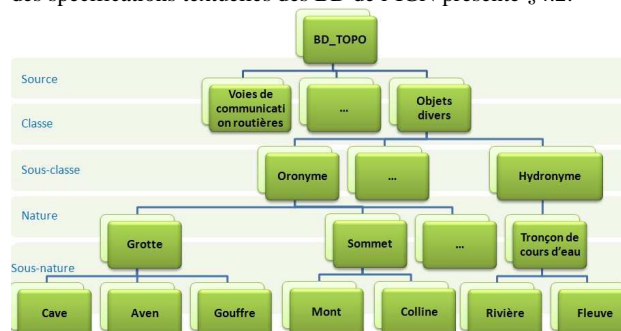 des spécifications textuelles des BD de l'IGN présenté § 4.2.
BD_TOPO
Source
Voies de
communicati
on routières
...
Objets
divers
Classe
Sous-classe
Oronyme
...
Hydronyme
Nature
Grotte
Sommet
...
Tronçon de
cours d'eau
Sous-nature
Cave
Aven
Gouffre
Mont
Colline
Rivière
Fleuve